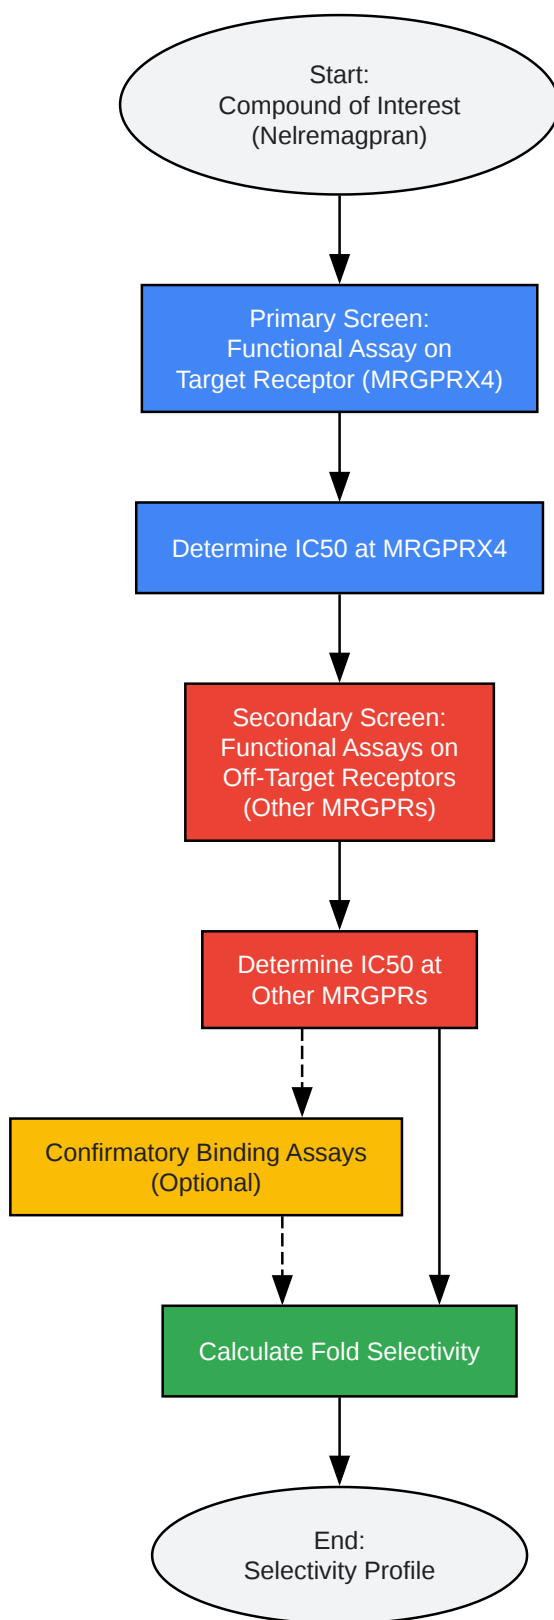 Start:
Compound of Interest
(Nelremagpran)
Primary Screen:
Functional Assay on
Target Receptor (MRGPRX4)
Determine IC50 at MRGPRX4
Secondary Screen:
Functional Assays on
Off-Target Receptors
(Other MRGPRs)
Determine IC50 at
Other MRGPRs
Confirmatory Binding Assays
(Optional)
Calculate Fold Selectivity
End:
Selectivity Profile